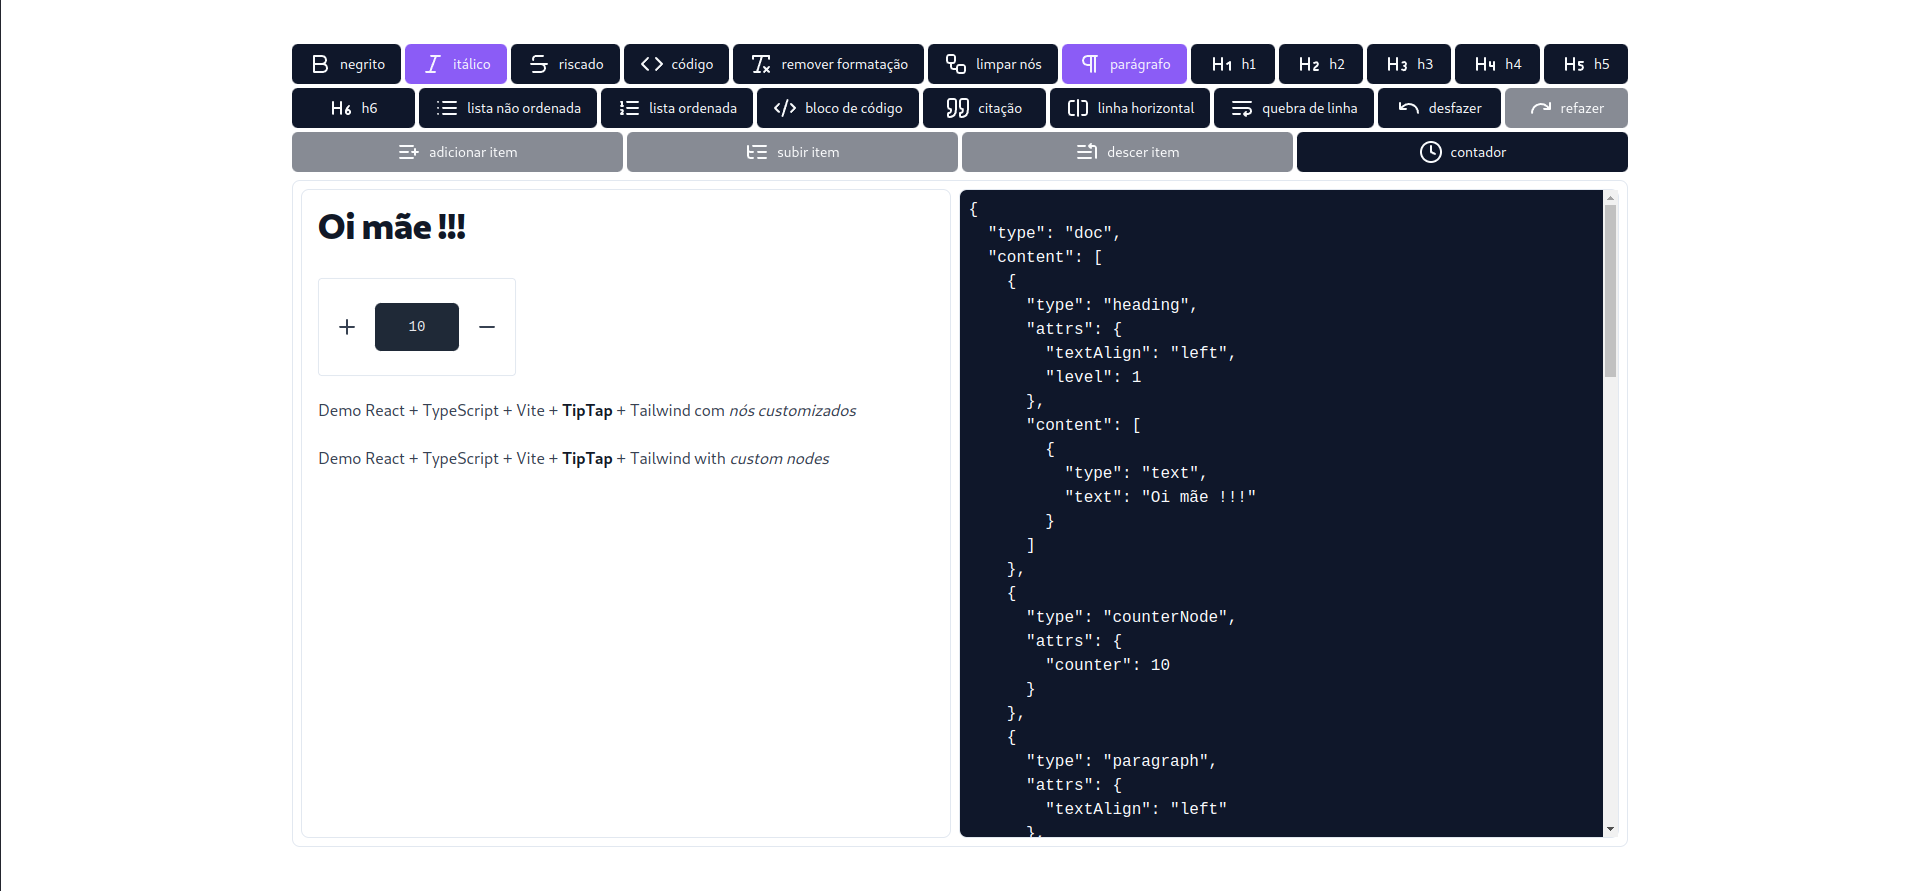 negrito itálico riscado código remover formatação limpar nós parágrafo H1 h1 H2 h2 H3 h3 H4 h4 H5 h5
H6 h6 lista não ordenada lista ordenada bloco de código citação linha horizontal quebra de linha desfazer refazer
adicionar item subir item descer item contador
Oi mãe !!!
+ 10 −
Demo React + TypeScript + Vite + TipTap + Tailwind com nós customizados
Demo React + TypeScript + Vite + TipTap + Tailwind with custom nodes
{
"type": "doc",
"content": [
{
"type": "heading",
"attrs": {
"textAlign": "left",
"level": 1
},
"content": [
{
"type": "text",
"text": "Oi mãe !!!"
}
]
},
{
"type": "counterNode",
"attrs": {
"counter": 10
}
},
{
"type": "paragraph",
"attrs": {
"textAlign": "left"
},